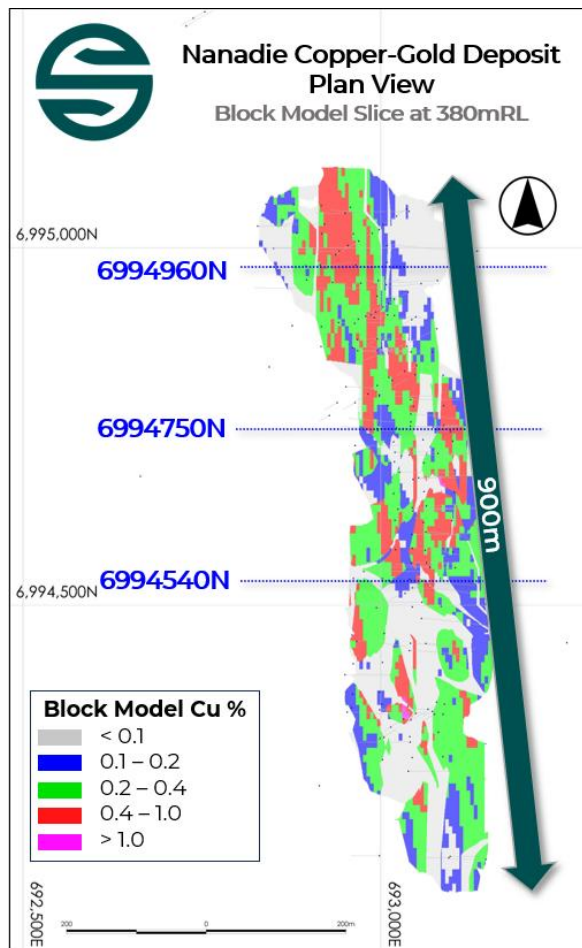 Nanadie Copper-Gold Deposit
Plan View
Block Model Slice at 380mRL
6,995,000N
6994960N
6994750N
900m
6994540N
6,994,500N
Block Model Cu %
< 0.1
0.1 – 0.2
0.2 – 0.4
0.4 – 1.0
> 1.0
692,500E
693,000E
200
0
200m